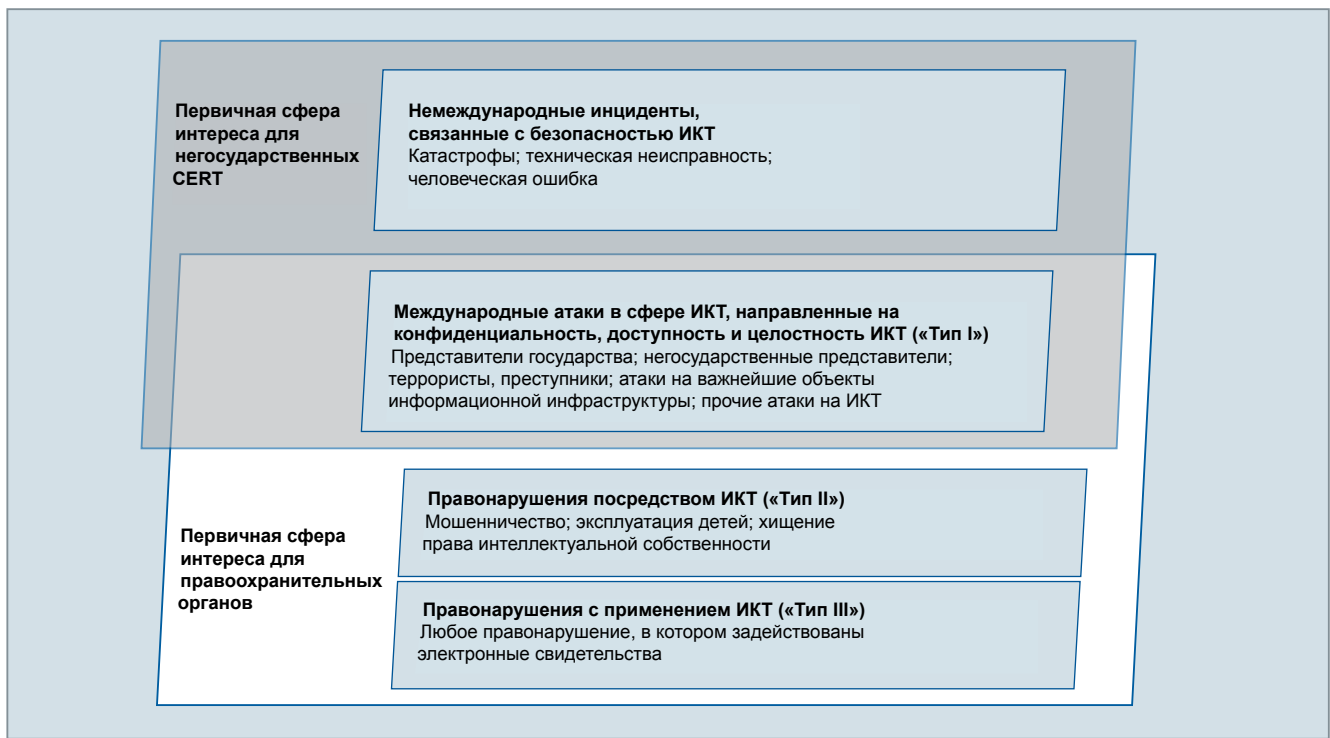 Первичная сфера
интереса для
негосударственных
CERT
Немеждународные инциденты,
связанные с безопасностью ИКТ
Катастрофы; техническая неисправность;
человеческая ошибка
Международные атаки в сфере ИКТ, направленные на
конфиденциальность, доступность и целостность ИКТ («Тип I»)
Представители государства; негосударственные представители;
террористы, преступники; атаки на важнейшие объекты
информационной инфраструктуры; прочие атаки на ИКТ
Первичная сфера
интереса для
правоохранительных
органов
Правонарушения посредством ИКТ («Тип II»)
Мошенничество; эксплуатация детей; хищение
права интеллектуальной собственности
Правонарушения с применением ИКТ («Тип III»)
Любое правонарушение, в котором задействованы
электронные свидетельства